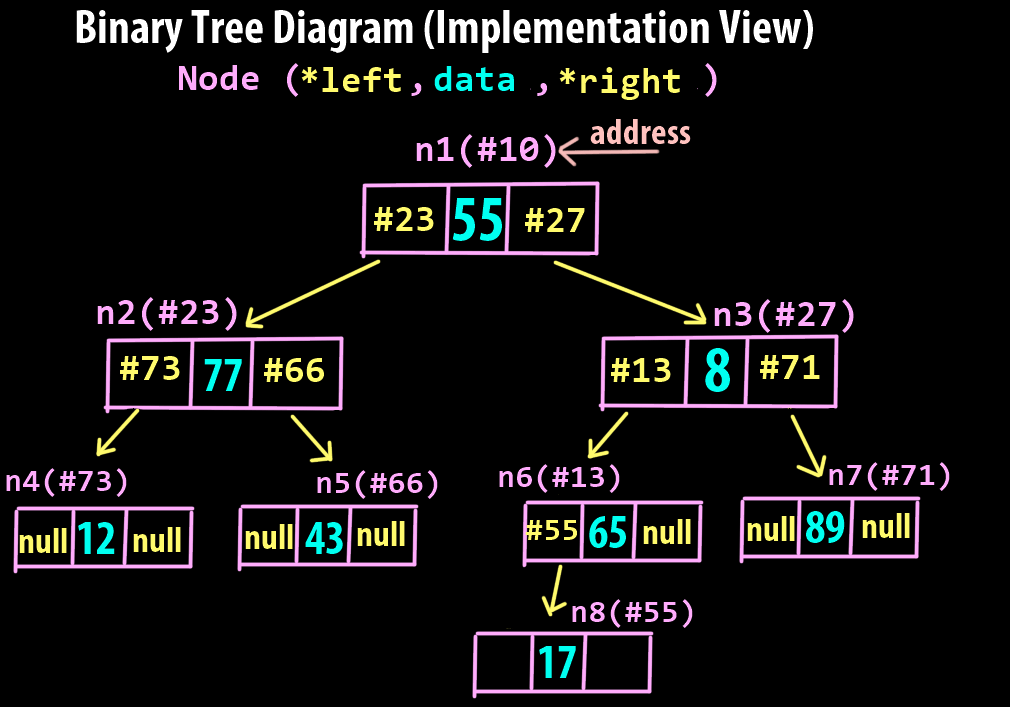 Binary Tree Diagram (Implementation View)
Node (*left,data ,*right )
address
n1(#10)
#23 55 #27
n2(#23)
n3(#27)
#73 77 #66
#13 8 #71
n4(#73)
n5(#66)
n6(#13)
n7(#71)
null 12 null
null 43 null
#55 65 null
null 89 null
n8(#55)
17